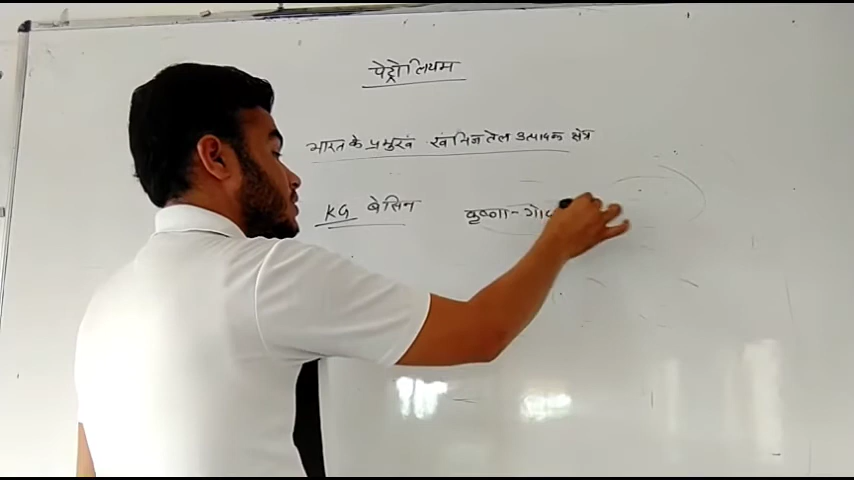 पेट्रोलियम
भारत के प्रमुख खनिज तेल उत्पादक क्षेत्र
KG बेसिन कृष्णा-गो